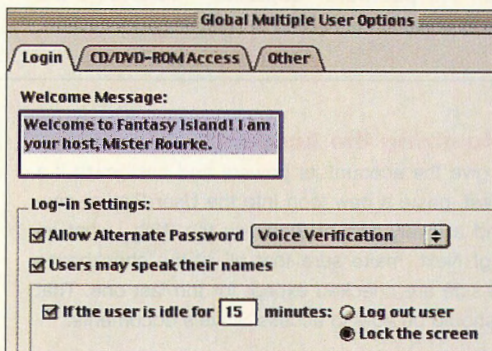 Global Multiple User Options
Login
CD/DVD-ROM Access
Other
Welcome Message:
Welcome to Fantasy Island! I am
your host, Mister Rourke.
Log-in Settings:
Allow Alternate Password
Voice Verification
Users may speak their names
If the user is idle for 15 minutes:
Log out user
Lock the screen